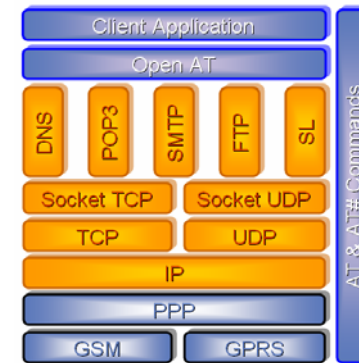 Client Application
Open AT
DNS
POP3
SMTP
FTP
SL
Socket TCP
Socket UDP
TCP
UDP
IP
PPP
GSM
GPRS
AT & AT# Commands